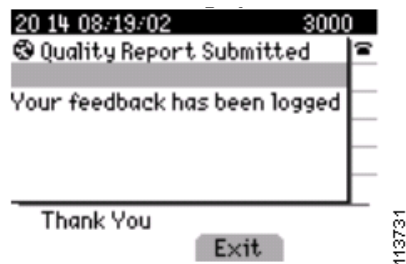 20 14 08/19/02 3000
Quality Report Submitted
Your feedback has been logged
Thank You
Exit
113731